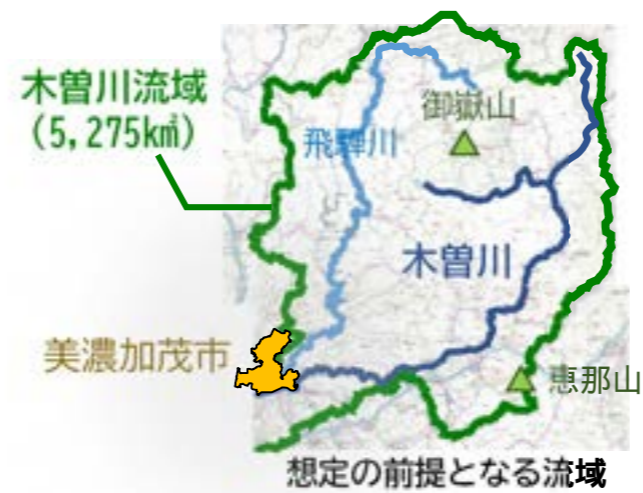 木曽川流域
(5,275k㎡)
御嶽山
飛騨川
木曽川
美濃加茂市
恵那山
想定の前提となる流域